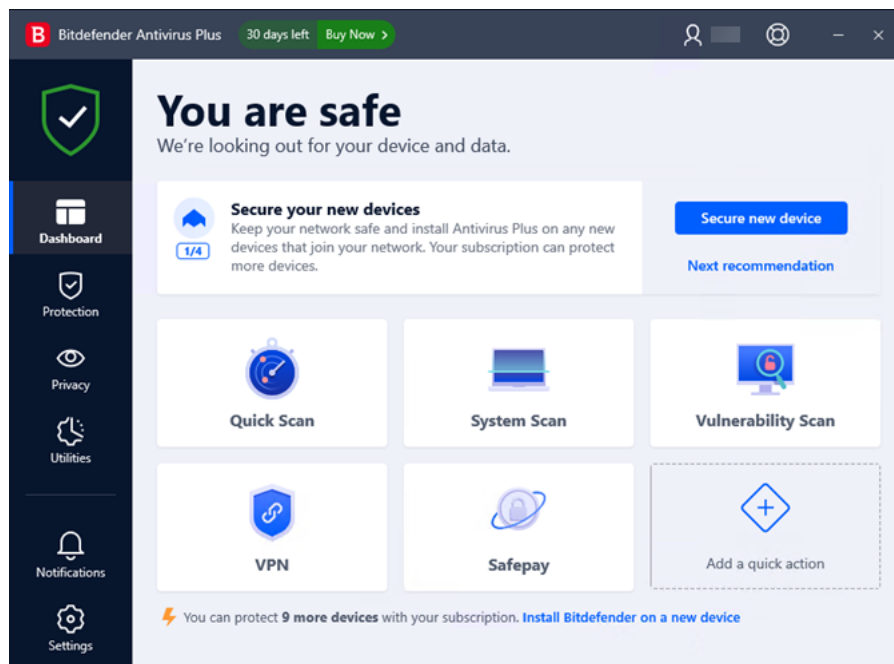 B Bitdefender Antivirus Plus 30 days left Buy Now >
You are safe
We're looking out for your device and data.
Secure your new devices
Keep your network safe and install Antivirus Plus on any new
devices that join your network. Your subscription can protect
more devices.
1/4
Secure new device
Next recommendation
Dashboard
Protection
Privacy
Utilities
Notifications
Settings
Quick Scan
System Scan
Vulnerability Scan
VPN
Safepay
Add a quick action
You can protect 9 more devices with your subscription. Install Bitdefender on a new device